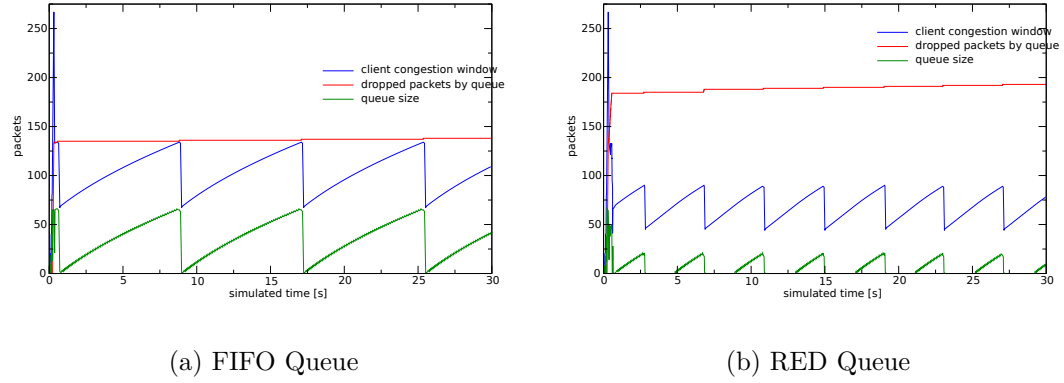 250
200
150
100
50
0
packets
0 5 10 15 20 25 30
simulated time [s]
client congestion window
dropped packets by queue
queue size
(a) FIFO Queue
250
200
150
100
50
0
packets
0 5 10 15 20 25 30
simulated time [s]
client congestion window
dropped packets by queue
queue size
(b) RED Queue